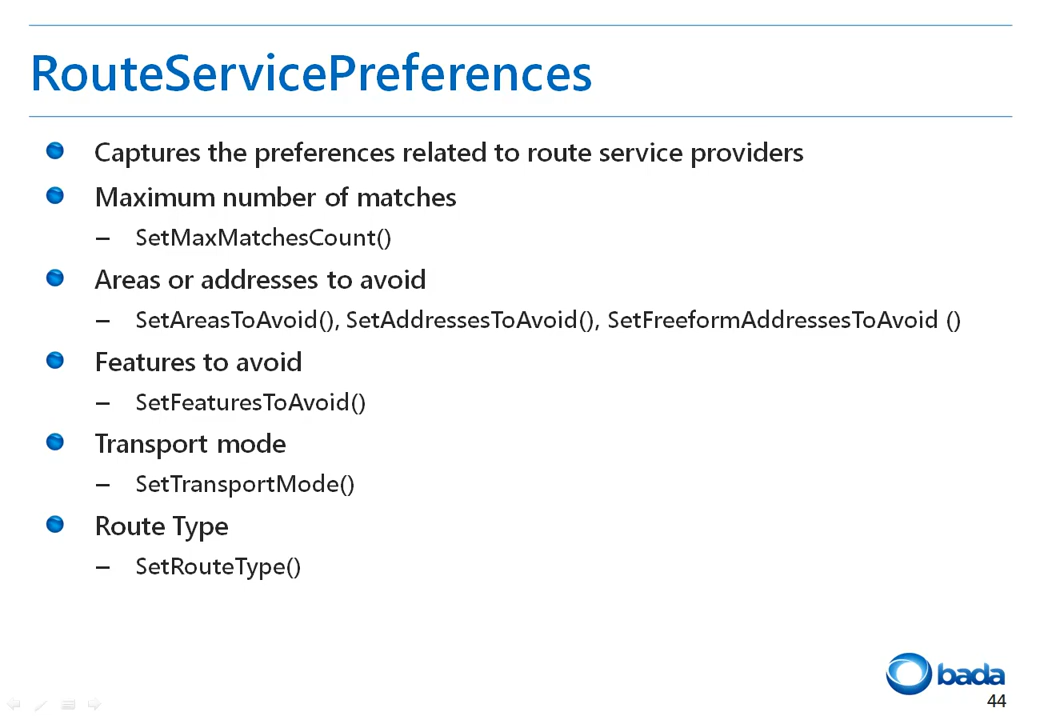 RouteServicePreferences
Captures the preferences related to route service providers
Maximum number of matches
– SetMaxMatchesCount()
Areas or addresses to avoid
– SetAreasToAvoid(), SetAddressesToAvoid(), SetFreeformAddressesToAvoid ()
Features to avoid
– SetFeaturesToAvoid()
Transport mode
– SetTransportMode()
Route Type
– SetRouteType()
bada
44